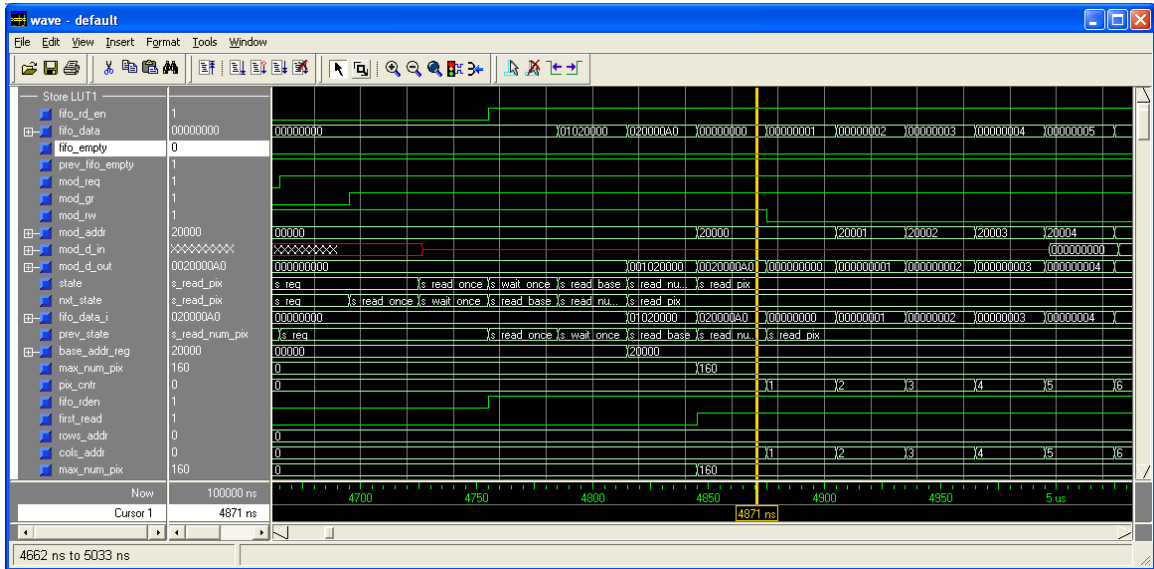 wave - default
File Edit View Insert Format Tools Window
Store LUT1
fifo_rd_en 1
fifo_data 00000000 00000000 01020000 020000A0 00000000 00000001 00000002 00000003 00000004 00000005
fifo_empty 0
prev_fifo_empty 1
mod_req 1
mod_gr 1
mod_rw 1
mod_addr 20000 00000 20000 20001 20002 20003 20004
mod_d_in XXXXXXXXX XXXXXXXXX 000000000
mod_d_out 0020000A0 000000000 001020000 0020000A0 000000000 000000001 000000002 000000003 000000004
state s_read_pix s_req s_read_once s_wait_once s_read_base s_read_nu... s_read_pix
nxt_state s_read_pix s_req s_read_once s_wait_once s_read_base s_read_nu... s_read_pix
fifo_data_i 020000A0 00000000 01020000 020000A0 00000000 00000001 00000002 00000003 00000004
prev_state s_read_num_pix s_req s_read_once s_wait_once s_read_base s_read_nu... s_read_pix
base_addr_reg 20000 00000 20000
max_num_pix 160 0 160
pix_cntr 0 0 1 2 3 4 5 6
fifo_rden 1
first_read 1
rows_addr 0 0
cols_addr 0 0 1 2 3 4 5 6
max_num_pix 160 0 160
Now 100000 ns 4700 4750 4800 4850 4900 4950 5 us
Cursor 1 4871 ns 4871 ns
4662 ns to 5033 ns